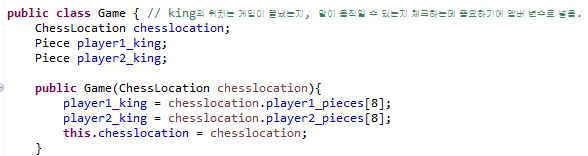 public class Game { // king의 위치는 게임이 끝났는지, 말이 움직일 수 있는지 체크하는데 중요하기에 멤버 변수로 넣음.
ChessLocation chesslocation;
Piece player1_king;
Piece player2_king;
public Game(ChessLocation chesslocation){
player1_king = chesslocation.player1_pieces[8];
player2_king = chesslocation.player2_pieces[8];
this.chesslocation = chesslocation;
}